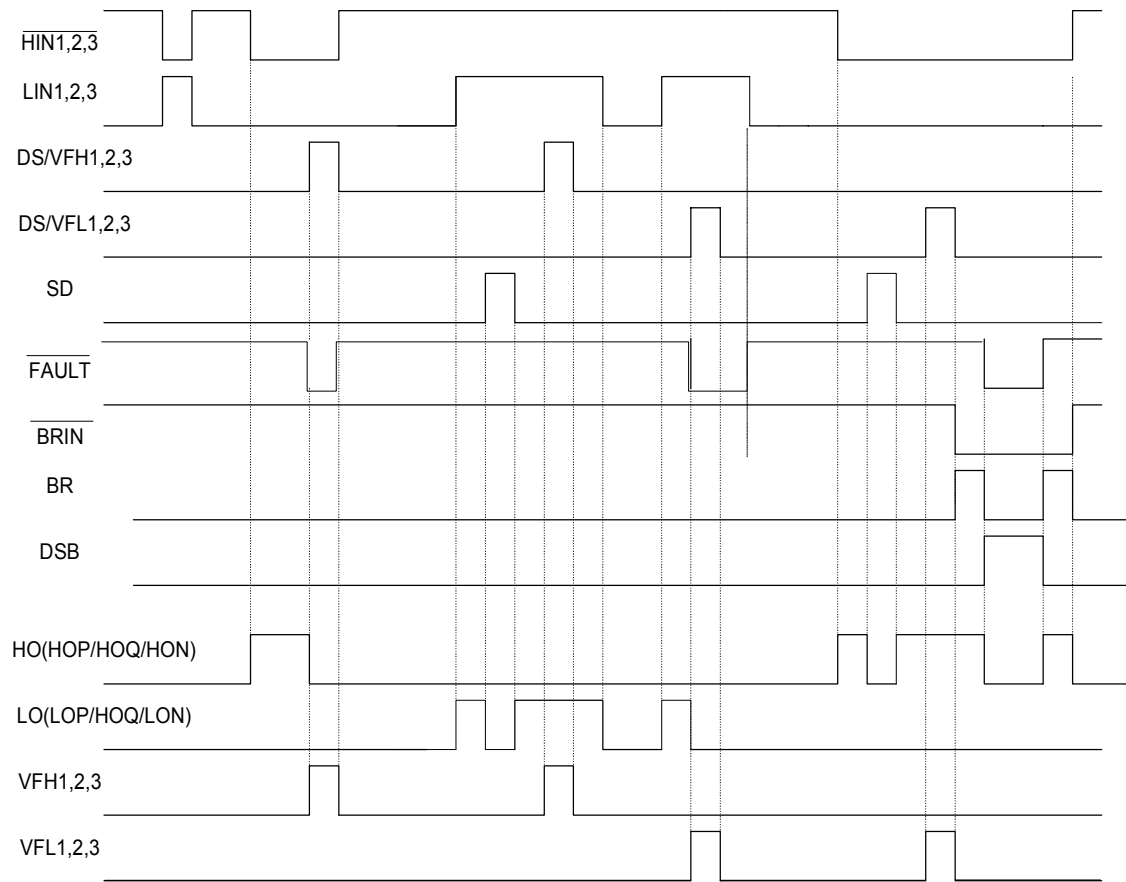 HIN1,2,3
LIN1,2,3
DS/VFH1,2,3
DS/VFL1,2,3
SD
FAULT
BRIN
BR
DSB
HO(HOP/HOQ/HON)
LO(LOP/HOQ/LON)
VFH1,2,3
VFL1,2,3